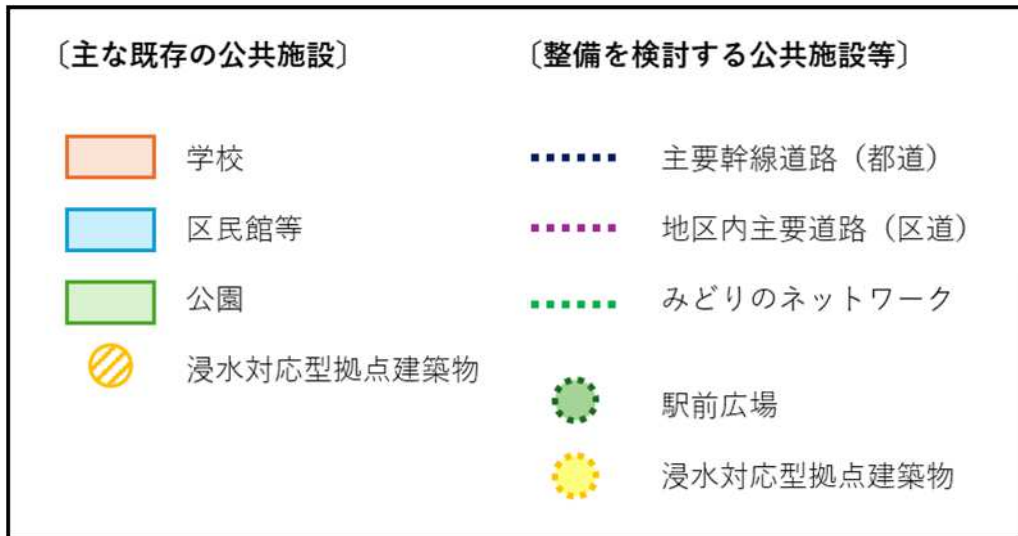 〔主な既存の公共施設〕
学校
区民館等
公園
浸水対応型拠点建築物
〔整備を検討する公共施設等〕
主要幹線道路（都道）
地区内主要道路（区道）
みどりのネットワーク
駅前広場
浸水対応型拠点建築物